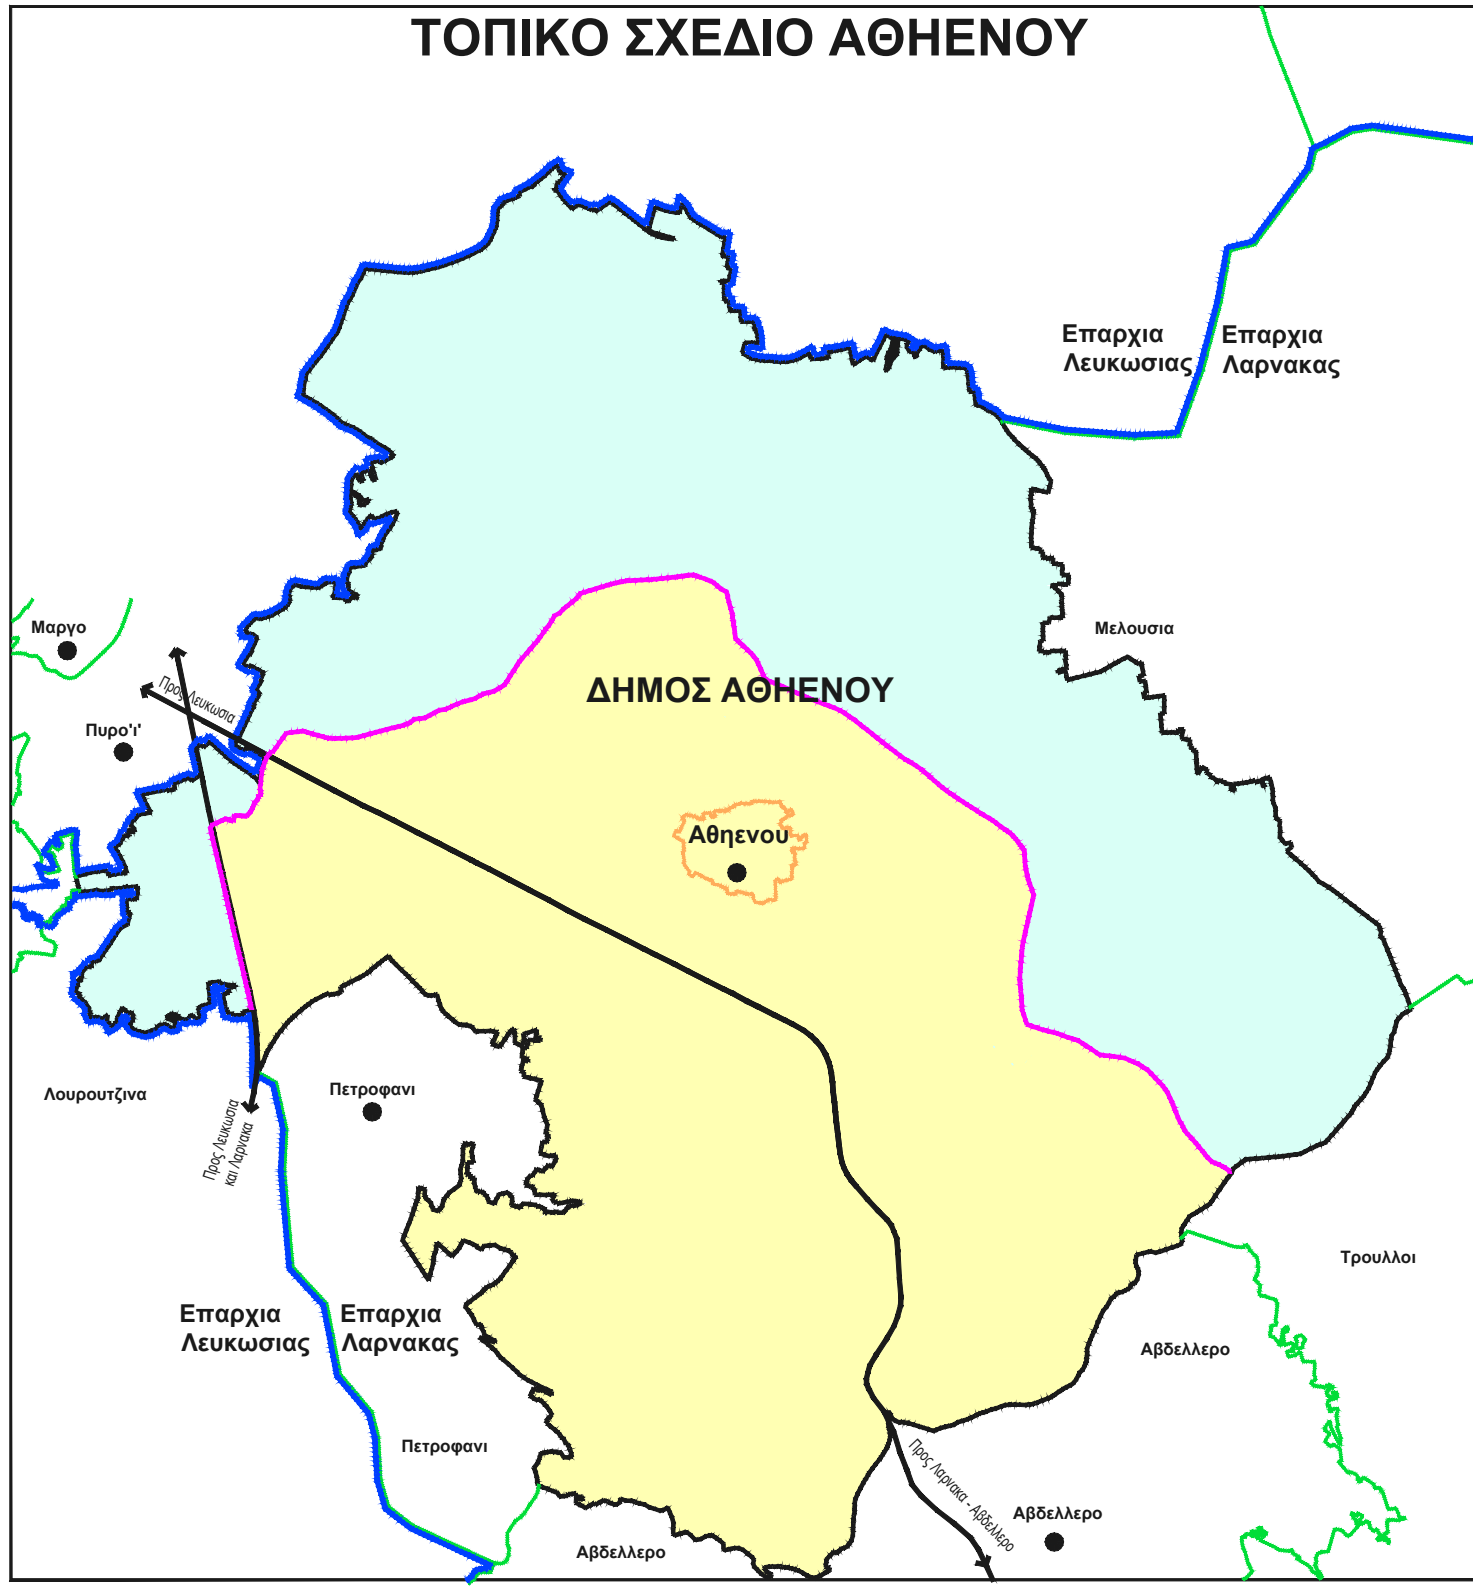 ΤΟΠΙΚΟ ΣΧΕΔΙΟ ΑΘΗΕΝΟΥ
Επαρχια
Λευκωσιας
Επαρχια
Λαρνακας
Μαργο
Μελουσια
Προς Λευκωσια
ΔΗΜΟΣ ΑΘΗΕΝΟΥ
Πυρο'ι'
Αθηενου
Λουρουτζινα
Πετροφανι
Προς Λευκωσια
και Λαρνακα
Τρουλλοι
Επαρχια
Λευκωσιας
Επαρχια
Λαρνακας
Αβδελλερο
Πετροφανι
Προς Λαρνακα - Αβδελλερο
Αβδελλερο
Αβδελλερο